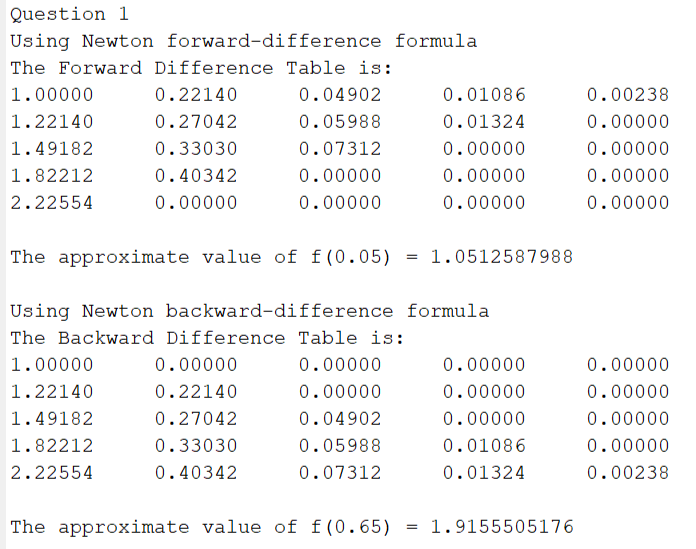 Question 1
Using Newton forward-difference formula
The Forward Difference Table is:
1.00000 0.22140 0.04902 0.01086 0.00238
1.22140 0.27042 0.05988 0.01324 0.00000
1.49182 0.33030 0.07312 0.00000 0.00000
1.82212 0.40342 0.00000 0.00000 0.00000
2.22554 0.00000 0.00000 0.00000 0.00000
The approximate value of f(0.05) = 1.0512587988
Using Newton backward-difference formula
The Backward Difference Table is:
1.00000 0.00000 0.00000 0.00000 0.00000
1.22140 0.22140 0.00000 0.00000 0.00000
1.49182 0.27042 0.04902 0.00000 0.00000
1.82212 0.33030 0.05988 0.01086 0.00000
2.22554 0.40342 0.07312 0.01324 0.00238
The approximate value of f(0.65) = 1.9155505176